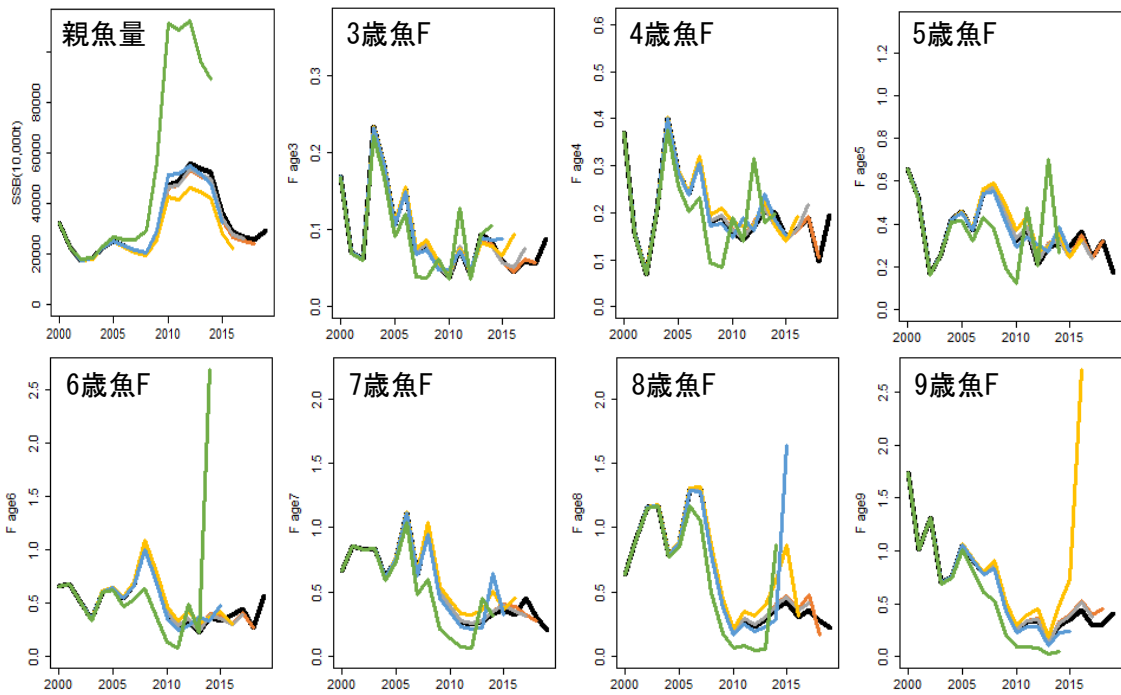 親魚量
SSB(10,000t)
0 20000 40000 60000 80000
2000 2005 2010 2015
3歳魚F
F age3
0.0 0.1 0.2 0.3
2000 2005 2010 2015
4歳魚F
F age4
0.0 0.1 0.2 0.3 0.4 0.5 0.6
2000 2005 2010 2015
5歳魚F
F age5
0.0 0.2 0.4 0.6 0.8 1.0 1.2
2000 2005 2010 2015
6歳魚F
F age6
0.0 0.5 1.0 1.5 2.0 2.5
2000 2005 2010 2015
7歳魚F
F age7
0.0 0.5 1.0 1.5 2.0
2000 2005 2010 2015
8歳魚F
F age8
0.0 0.5 1.0 1.5 2.0
2000 2005 2010 2015
9歳魚F
F age9
0.0 0.5 1.0 1.5 2.0 2.5
2000 2005 2010 2015